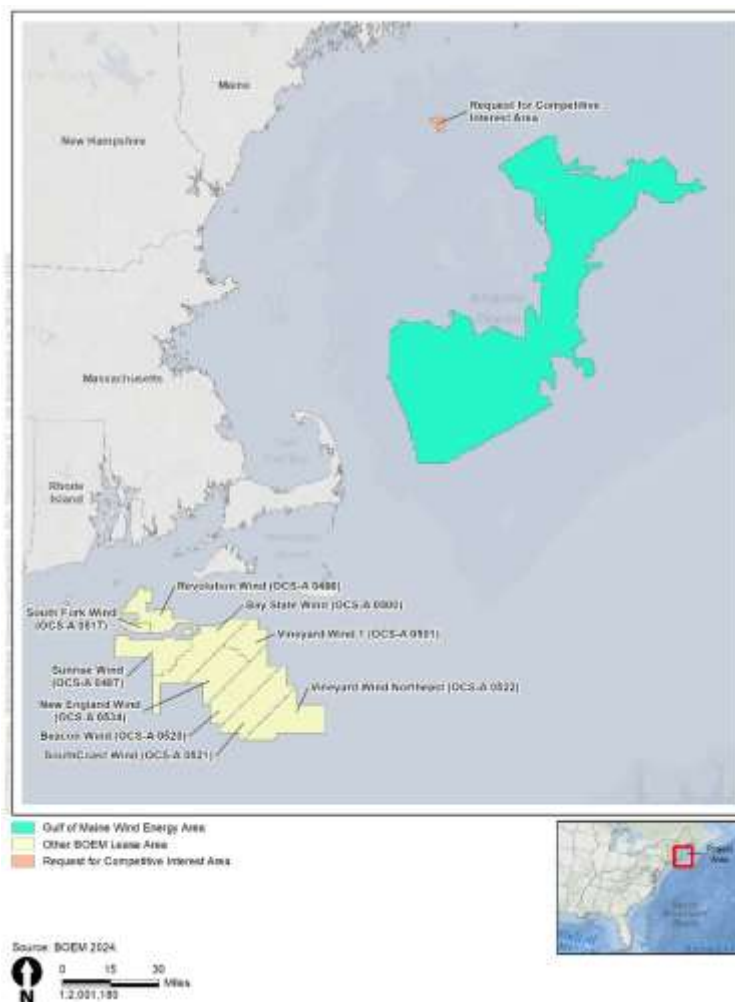 Maine
Request for Competitive
Interest Area
New Hampshire
Massachusetts
Rhode
Island
Revolution Wind (OCS-A 0486)
Bay State Wind (OCS-A 0500)
South Fork Wind
(OCS-A 0517)
Vineyard Wind 1 (OCS-A 0501)
Sunrise Wind
(OCS-A 0487)
Vineyard Wind Northeast (OCS-A 0522)
New England Wind
(OCS-A 0534)
Beacon Wind (OCS-A 0520)
SouthCoast Wind (OCS-A 0521)
Gulf of Maine Wind Energy Area
Other BOEM Lease Area
Request for Competitive Interest Area
Project
Area
Source: BOEM 2024
0 15 30
Miles
1:2,001,180
N